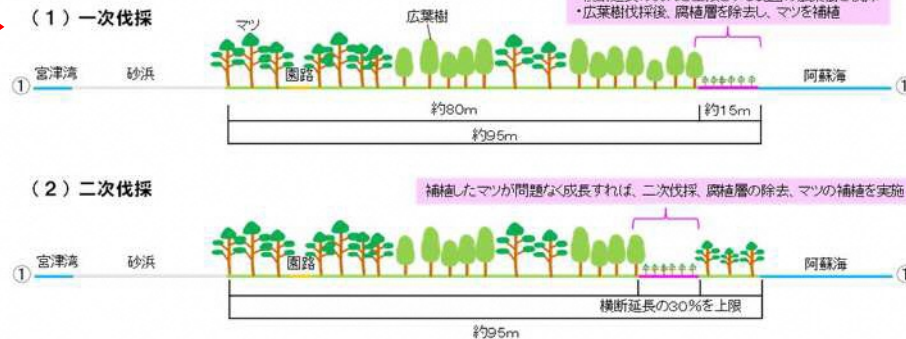 (1)一次伐採
・広葉樹伐採後、腐植層を除去し、マツを補植
マツ
広葉樹
宮津湾
砂浜
園路
阿蘇海
①
①
約80m
約15m
約95m
(2)二次伐採
補植したマツが問題なく成長すれば、二次伐採、腐植層の除去、マツの補植を実施
宮津湾
砂浜
園路
阿蘇海
①
①
横断延長の30%を上限
約95m